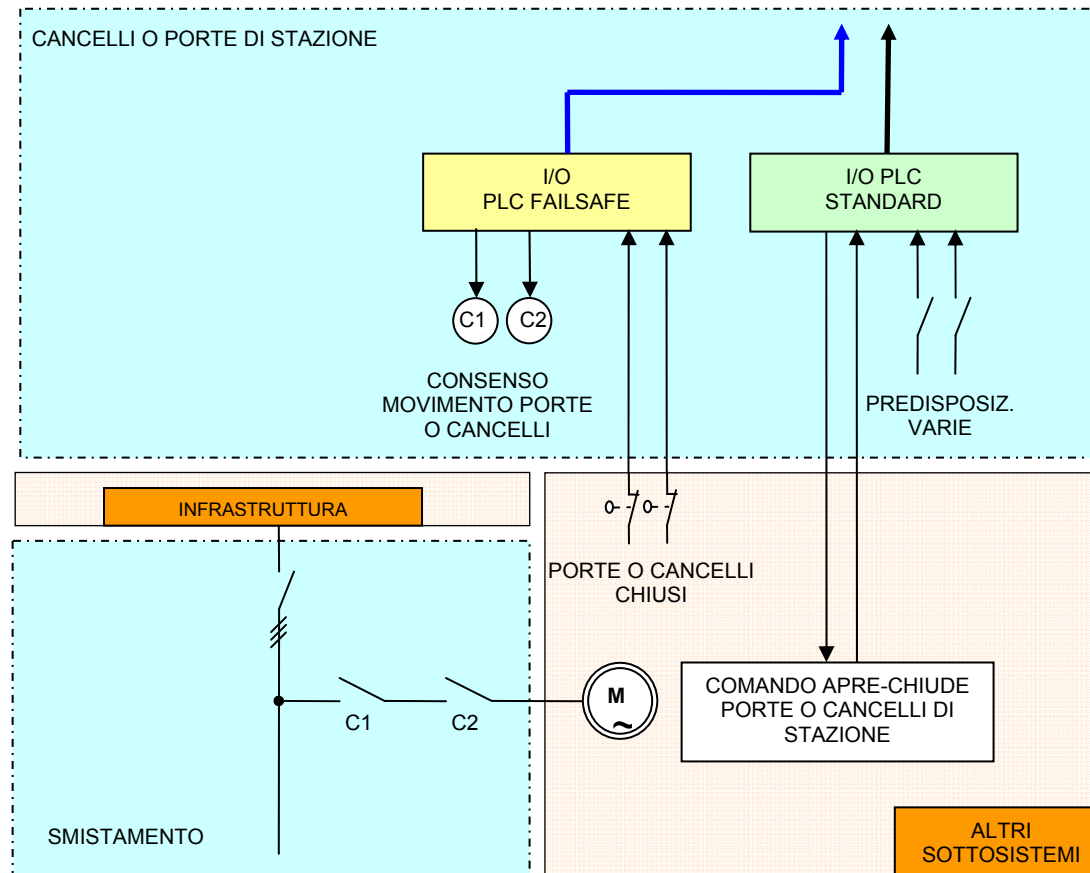 CANCELLI O PORTE DI STAZIONE
I/O
PLC FAILSAFE
I/O PLC
STANDARD
C1
C2
CONSENSO
MOVIMENTO PORTE
O CANCELLI
PREDISPOSIZ.
VARIE
INFRASTRUTTURA
PORTE O CANCELLI
CHIUSI
C1
C2
M
~
COMANDO APRE-CHIUDE
PORTE O CANCELLI DI
STAZIONE
SMISTAMENTO
ALTRI
SOTTOSISTEMI